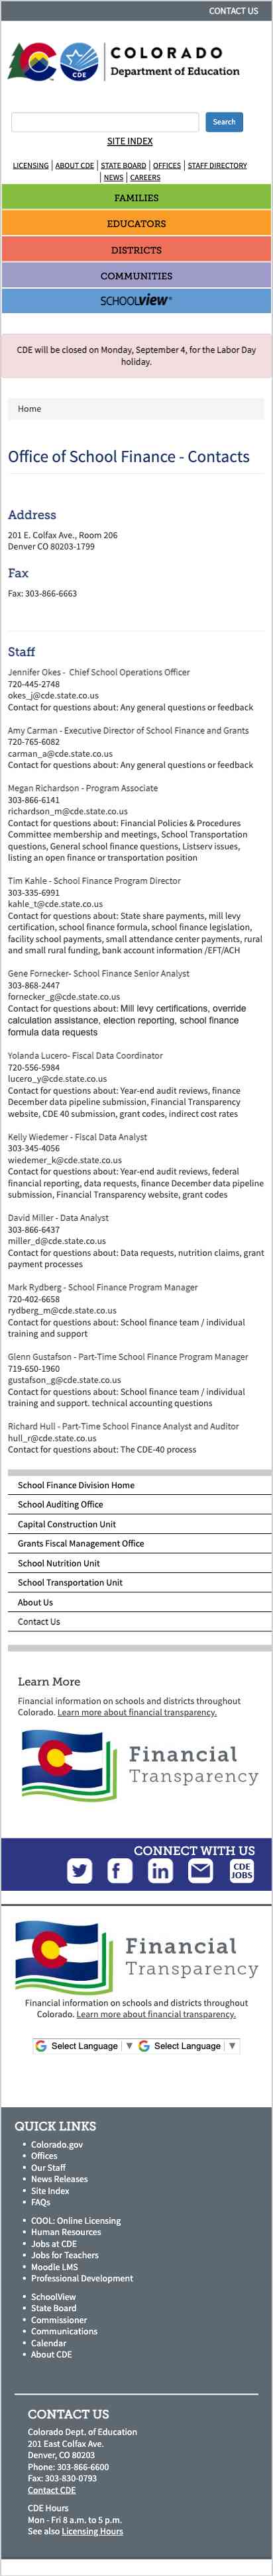 CONTACT US
COLORADO
Department of Education
CDE
Search
SITE INDEX
LICENSING | ABOUT CDE | STATE BOARD | OFFICES | STAFF DIRECTORY
| NEWS | CAREERS
FAMILIES
EDUCATORS
DISTRICTS
COMMUNITIES
SCHOOLVIEW®
CDE will be closed on Monday, September 4, for the Labor Day
holiday.
Home
Office of School Finance - Contacts
Address
201 E. Colfax Ave., Room 206
Denver CO 80203-1799
Fax
Fax: 303-866-6663
Staff
Jennifer Okes - Chief School Operations Officer
720-445-2748
okes_j@cde.state.co.us
Contact for questions about: Any general questions or feedback
Amy Carman - Executive Director of School Finance and Grants
720-765-6082
carman_a@cde.state.co.us
Contact for questions about: Any general questions or feedback
Megan Richardson - Program Associate
303-866-6141
richardson_m@cde.state.co.us
Contact for questions about: Financial Policies & Procedures
Committee membership and meetings, School Transportation
questions, General school finance questions, Listserv issues,
listing an open finance or transportation position
Tim Kahle - School Finance Program Director
303-335-6991
kahle_t@cde.state.co.us
Contact for questions about: State share payments, mill levy
certification, school finance formula, school finance legislation,
facility school payments, small attendance center payments, rural
and small rural funding, bank account information /EFT/ACH
Gene Fornecker- School Finance Senior Analyst
303-868-2447
fornecker_g@cde.state.co.us
Contact for questions about: Mill levy certifications, override
calculation assistance, election reporting, school finance
formula data requests
Yolanda Lucero- Fiscal Data Coordinator
720-556-5984
lucero_y@cde.state.co.us
Contact for questions about: Year-end audit reviews, finance
December data pipeline submission, Financial Transparency
website, CDE 40 submission, grant codes, indirect cost rates
Kelly Wiedemer - Fiscal Data Analyst
303-345-4056
wiedemer_k@cde.state.co.us
Contact for questions about: Year-end audit reviews, federal
financial reporting, data requests, finance December data pipeline
submission, Financial Transparency website, grant codes
David Miller - Data Analyst
303-866-6437
miller_d@cde.state.co.us
Contact for questions about: Data requests, nutrition claims, grant
payment processes
Mark Rydberg - School Finance Program Manager
720-402-6658
rydberg_m@cde.state.co.us
Contact for questions about: School finance team / individual
training and support
Glenn Gustafson - Part-Time School Finance Program Manager
719-650-1960
gustafson_g@cde.state.co.us
Contact for questions about: School finance team / individual
training and support. technical accounting questions
Richard Hull - Part-Time School Finance Analyst and Auditor
hull_r@cde.state.co.us
Contact for questions about: The CDE-40 process
School Finance Division Home
School Auditing Office
Capital Construction Unit
Grants Fiscal Management Office
School Nutrition Unit
School Transportation Unit
About Us
Contact Us
Learn More
Financial information on schools and districts throughout
Colorado. Learn more about financial transparency.
Financial
Transparency
CONNECT WITH US
CDE
JOBS
Financial
Transparency
Financial information on schools and districts throughout
Colorado. Learn more about financial transparency.
Select Language | ▼ Select Language | ▼
QUICK LINKS
Colorado.gov
Offices
Our Staff
News Releases
Site Index
FAQs
COOL: Online Licensing
Human Resources
Jobs at CDE
Jobs for Teachers
Moodle LMS
Professional Development
SchoolView
State Board
Commissioner
Communications
Calendar
About CDE
CONTACT US
Colorado Dept. of Education
201 East Colfax Ave.
Denver, CO 80203
Phone: 303-866-6600
Fax: 303-830-0793
Contact CDE
CDE Hours
Mon - Fri 8 a.m. to 5 p.m.
See also Licensing Hours